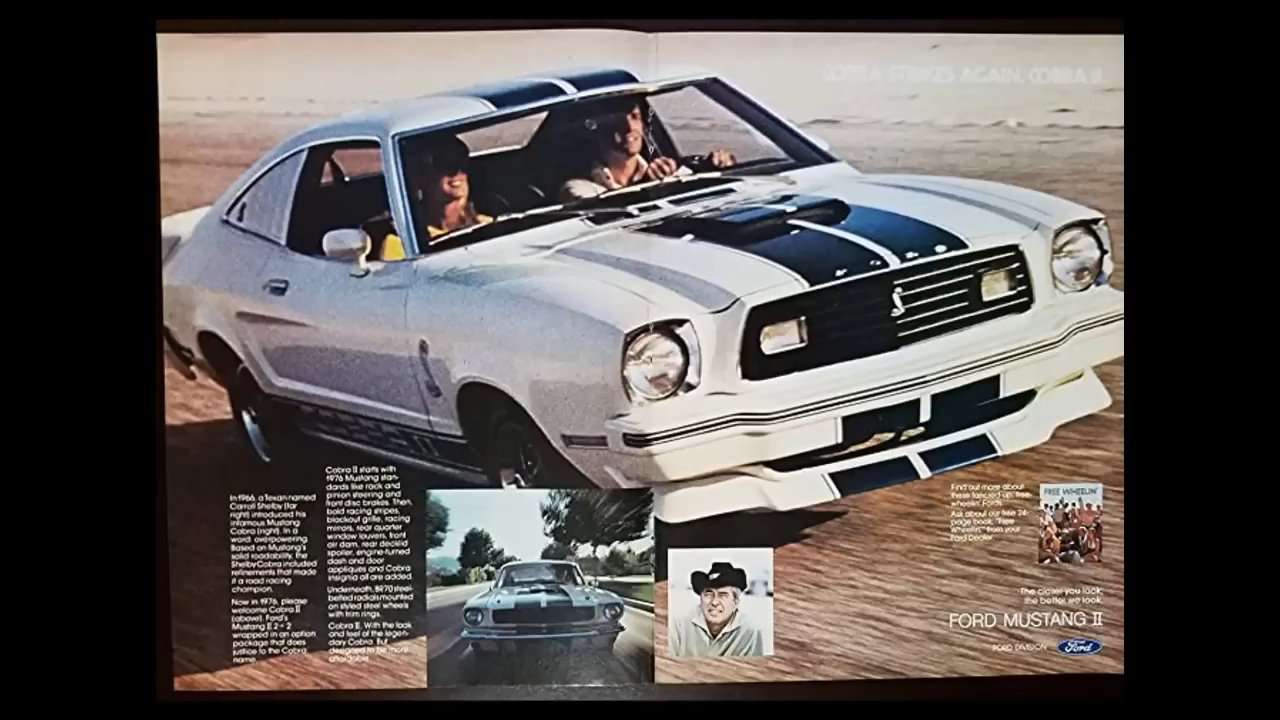 COBRA STRIKES AGAIN. COBRA II.
In 1966, a Texan named
Carroll Shelby (far
right) introduced his
infamous Mustang
Cobra (right). In a
word: overpowering.
Based on Mustang's
solid roadability, the
Shelby Cobra included
refinements that made
it a road racing
champion.
Now in 1976, please
welcome Cobra II
(above). Ford's
Mustang II 2+2
wrapped in an option
package that does
justice to the Cobra
name.
Cobra II starts with
1976 Mustang stan-
dards like rack and
pinion steering and
front disc brakes. Then,
bold racing stripes,
blackout grille, racing
mirrors, rear quarter
window louvers, front
air dam, rear decklid
spoiler, engine-turned
dash and door
appliques and Cobra
insignia all are added.
Underneath, BR70 steel-
belted radials mounted
on styled steel wheels
with trim rings.
Cobra II. With the look
and feel of the legen-
dary Cobra. But
designed to be more
affordable.
Find out more about
these fancied-up, free-
wheelin' Fords.
Ask about our free 24-
page book, "Free
Wheelin'" from your
Ford Dealer.
FREE WHEELIN'
The closer you look,
the better we look.
FORD MUSTANG II
FORD DIVISION
Ford